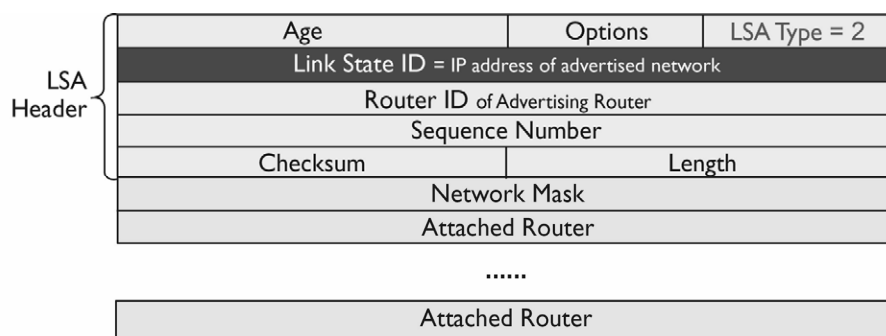 Age Options LSA Type = 2
Link State ID = IP address of advertised network
LSA
Header
Router ID of Advertising Router
Sequence Number
Checksum Length
Network Mask
Attached Router
......
Attached Router